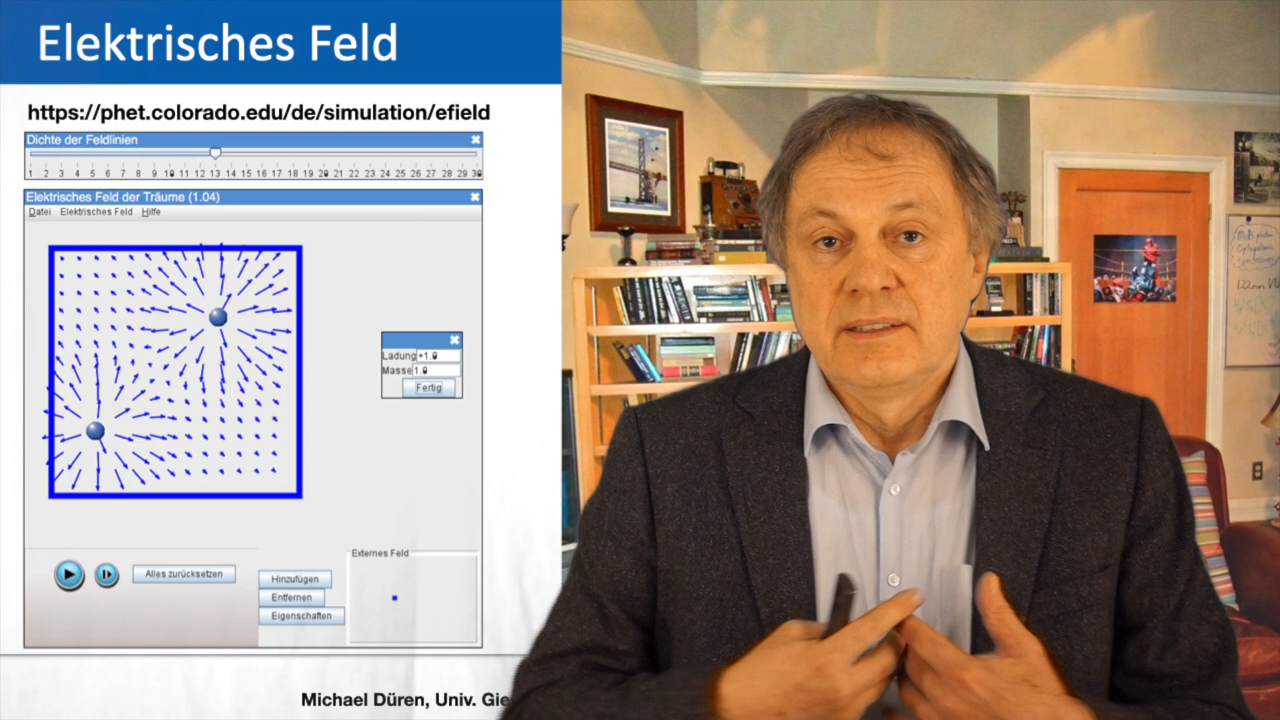 Elektrisches Feld
https://phet.colorado.edu/de/simulation/efield
Dichte der Feldlinien
1 2 3 4 5 6 7 8 9 10 11 12 13 14 15 16 17 18 19 20 21 22 23 24 25 26 27 28 29 30
Elektrisches Feld der Träume (1.04)
Datei Elektrisches Feld Hilfe
Ladung +1.0
Masse 1.0
Fertig
Alles zurücksetzen
Hinzufügen
Entfernen
Eigenschaften
Externes Feld
Michael Düren, Univ. Gie